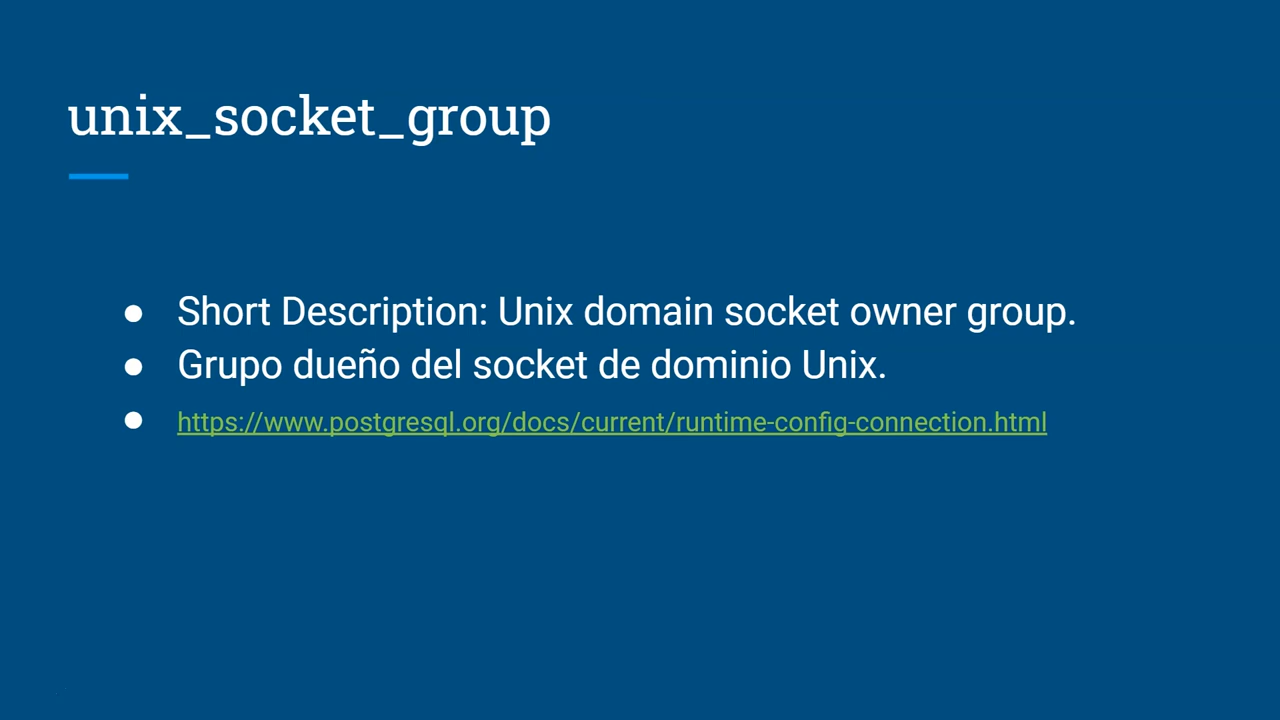 unix_socket_group
● Short Description: Unix domain socket owner group.
● Grupo dueño del socket de dominio Unix.
● https://www.postgresql.org/docs/current/runtime-config-connection.html